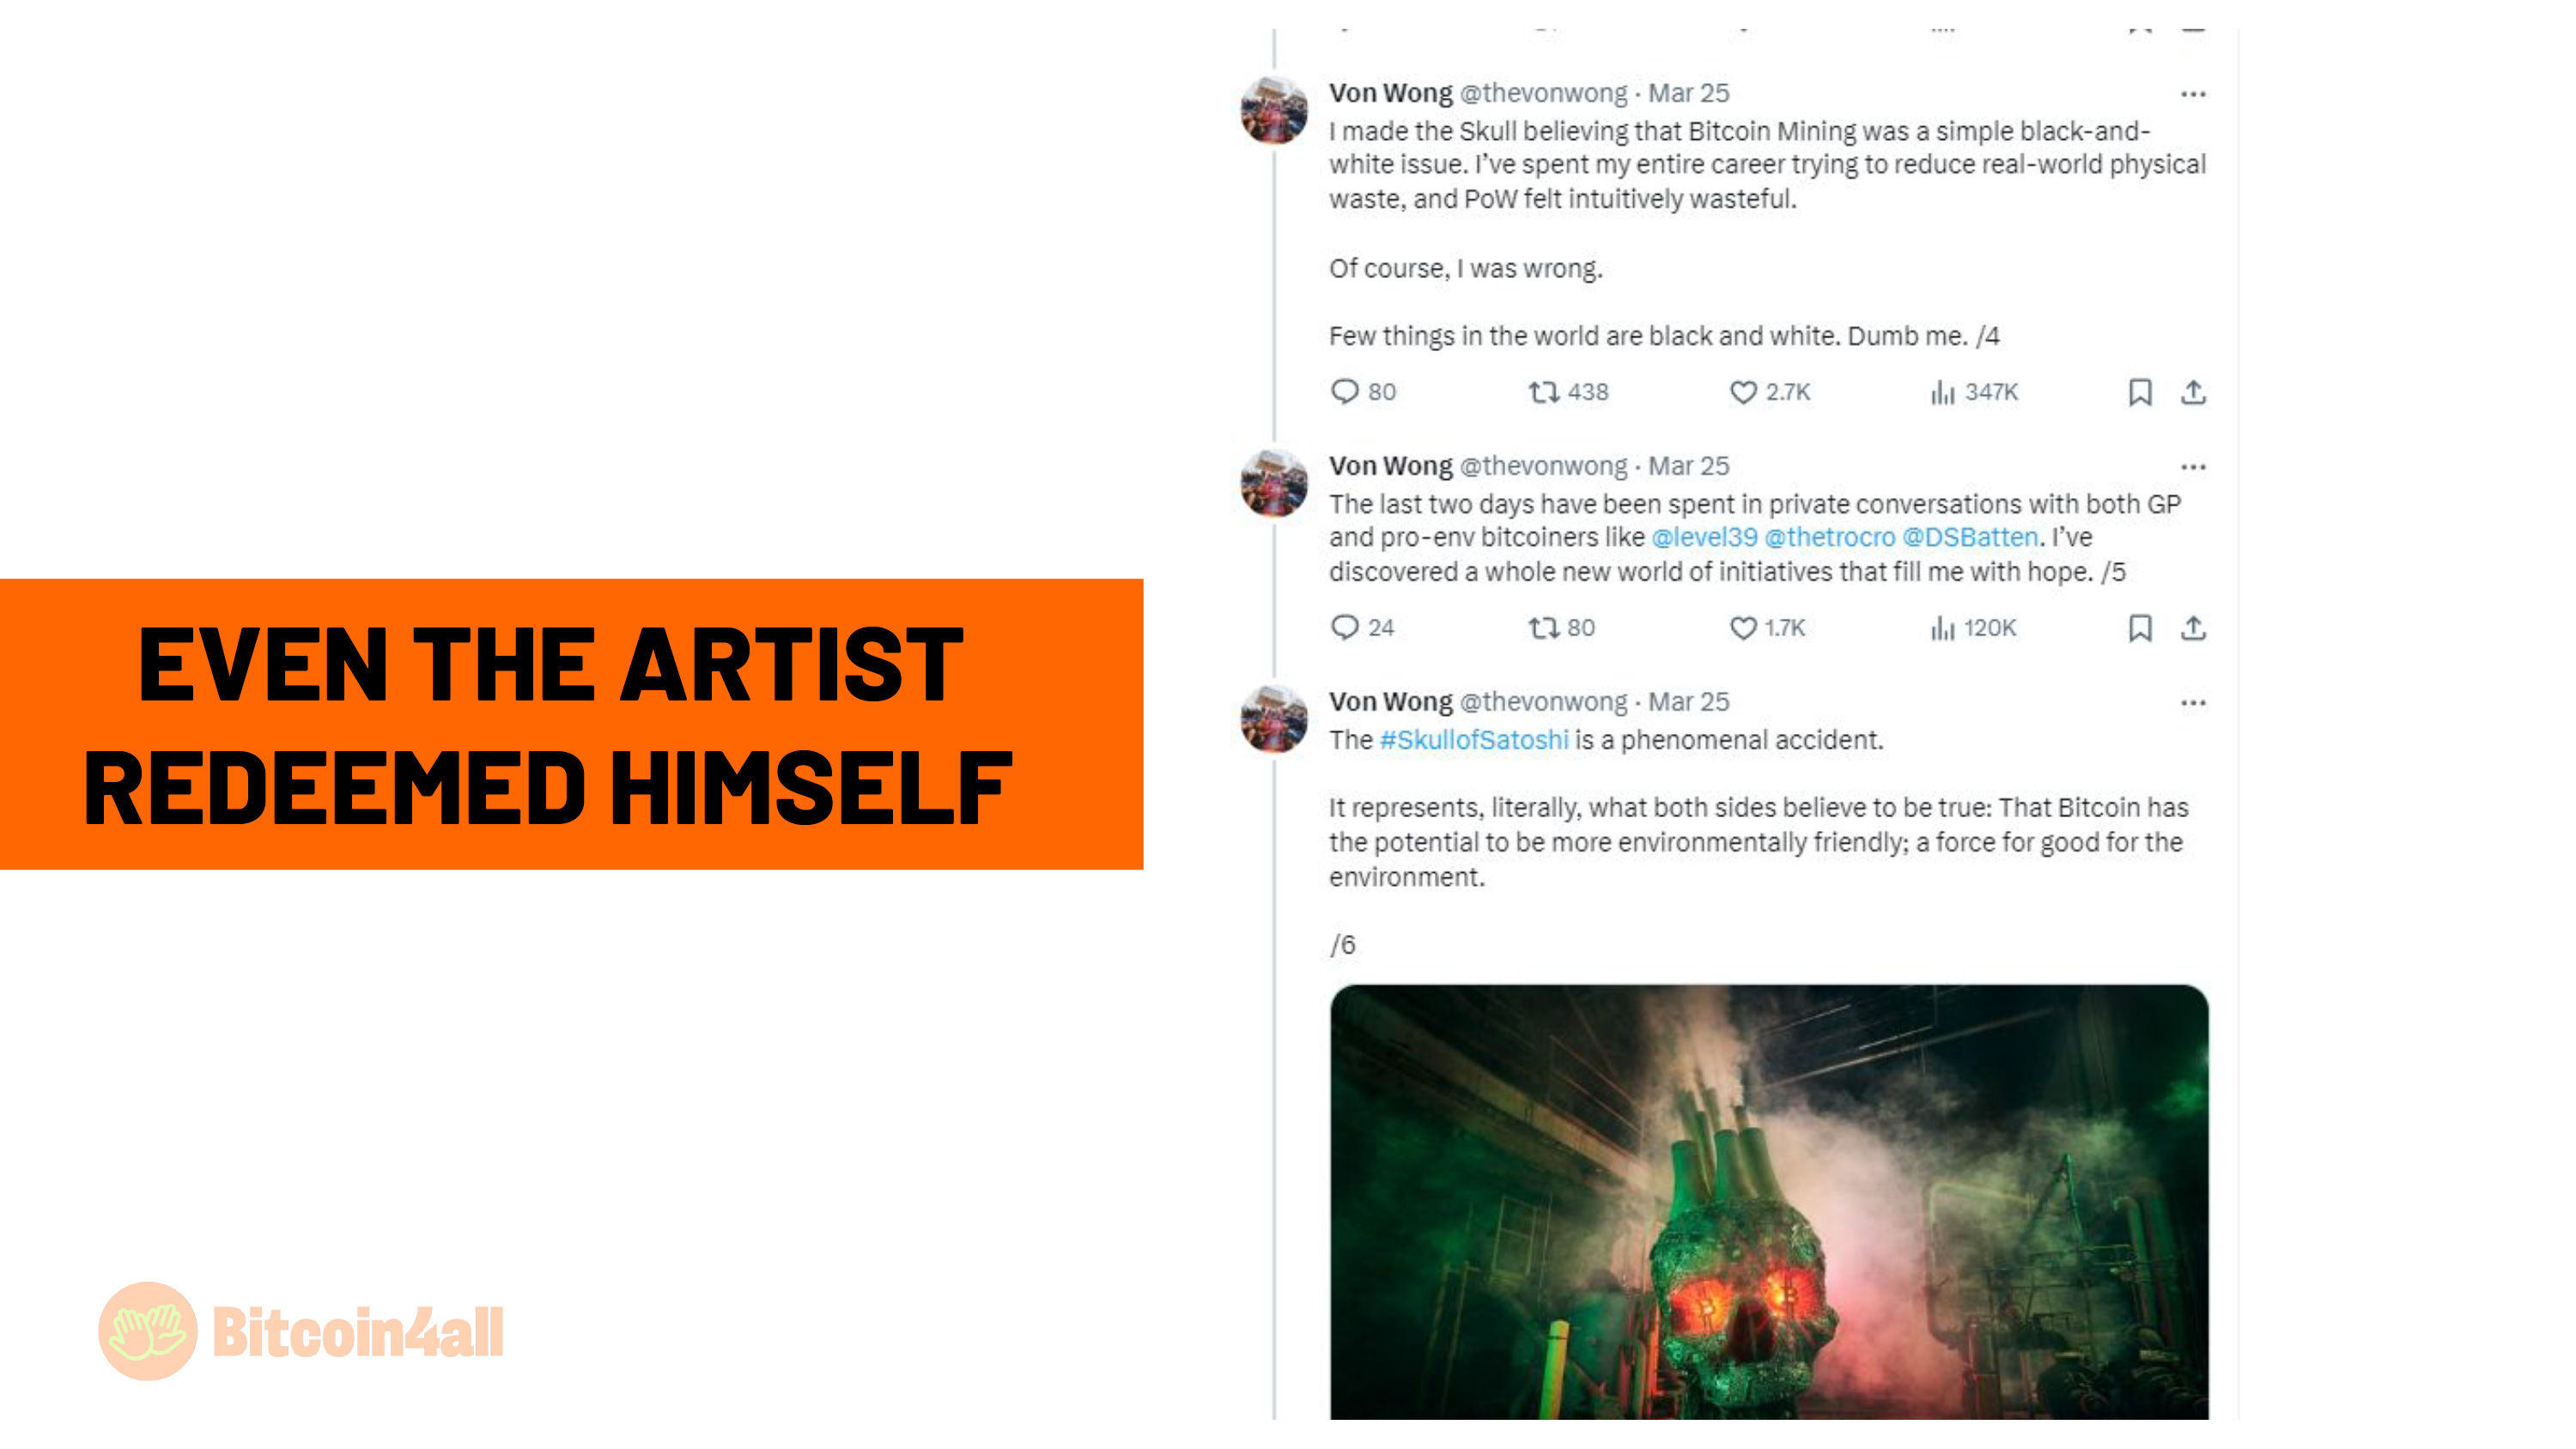 EVEN THE ARTIST
REDEEMED HIMSELF
Bitcoin4all
Von Wong @thevonwong · Mar 25
I made the Skull believing that Bitcoin Mining was a simple black-and-
white issue. I’ve spent my entire career trying to reduce real-world physical
waste, and PoW felt intuitively wasteful.
Of course, I was wrong.
Few things in the world are black and white. Dumb me. /4
80 438 2.7K 347K
Von Wong @thevonwong · Mar 25
The last two days have been spent in private conversations with both GP
and pro-env bitcoiners like @level39 @thetrocro @DSBatten. I’ve
discovered a whole new world of initiatives that fill me with hope. /5
24 80 1.7K 120K
Von Wong @thevonwong · Mar 25
The #SkullofSatoshi is a phenomenal accident.
It represents, literally, what both sides believe to be true: That Bitcoin has
the potential to be more environmentally friendly; a force for good for the
environment.
/6